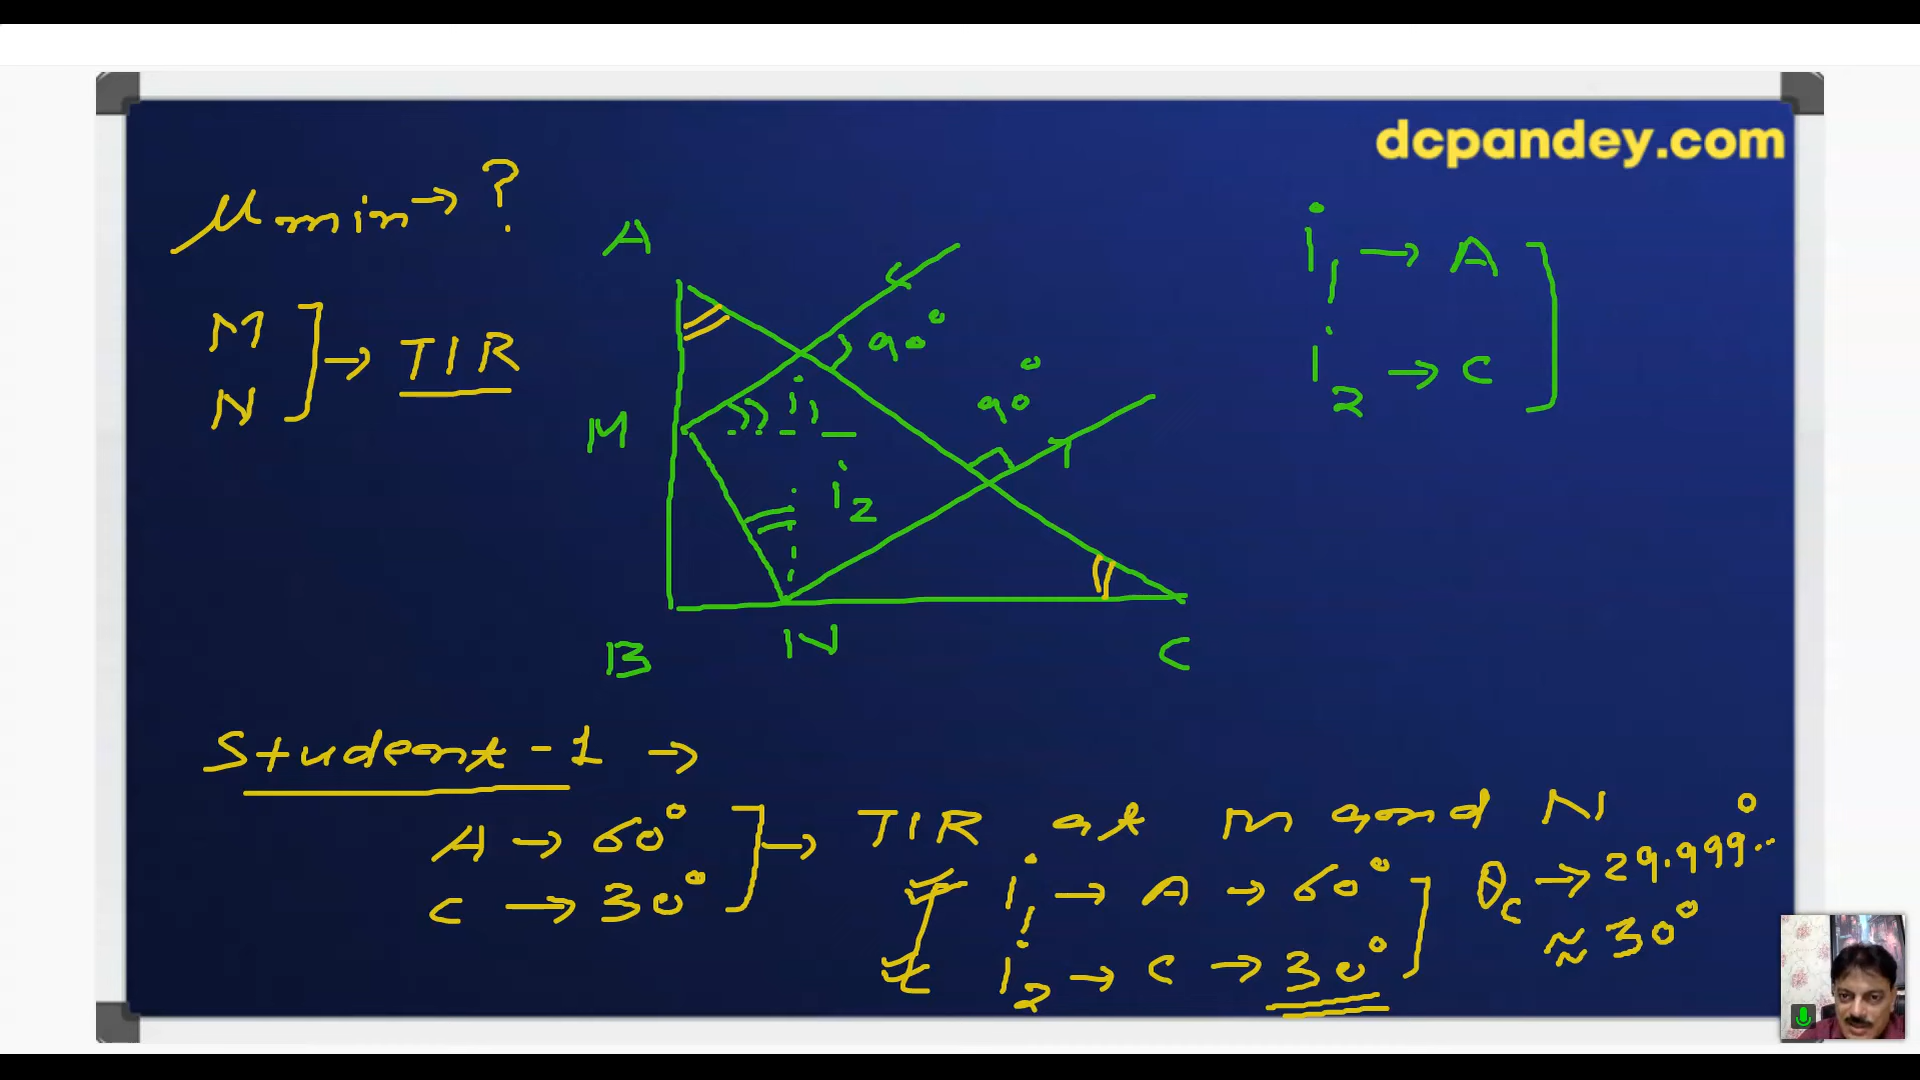 dcpandey.com
μ min → ?
M
N
] → TIR
A
90°
90°
M
i₁
i₂
B
N
C
i₁ → A
i₂ → C
Student - 1 →
A → 60°
C → 30°
] → TIR at M and N
i₁ → A → 60°
i₂ → C → 30°
θc → 29.999...°
≈ 30°